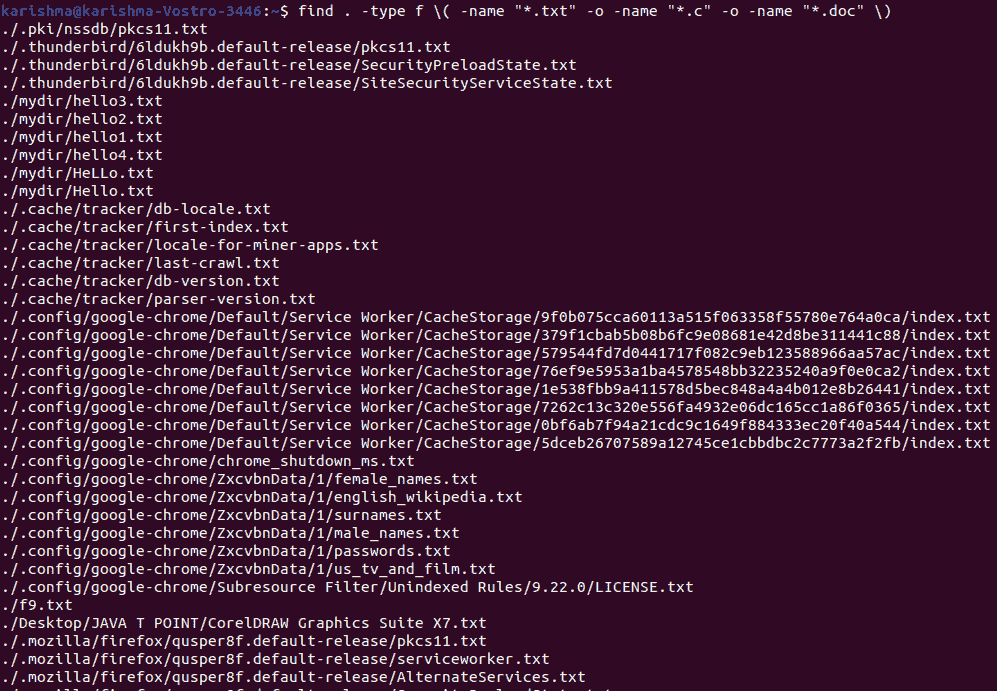 karishma@karishma-Vostro-3446:~$ find . -type f \( -name "*.txt" -o -name "*.c" -o -name "*.doc" \)
./.pki/nssdb/pkcs11.txt
./.thunderbird/6ldukh9b.default-release/pkcs11.txt
./.thunderbird/6ldukh9b.default-release/SecurityPreloadState.txt
./.thunderbird/6ldukh9b.default-release/SiteSecurityServiceState.txt
./mydir/hello3.txt
./mydir/hello2.txt
./mydir/hello1.txt
./mydir/hello4.txt
./mydir/HeLLo.txt
./mydir/Hello.txt
./.cache/tracker/db-locale.txt
./.cache/tracker/first-index.txt
./.cache/tracker/locale-for-miner-apps.txt
./.cache/tracker/last-crawl.txt
./.cache/tracker/db-version.txt
./.cache/tracker/parser-version.txt
./.config/google-chrome/Default/Service Worker/CacheStorage/9f0b075cca60113a515f063358f55780e764a0ca/index.txt
./.config/google-chrome/Default/Service Worker/CacheStorage/379f1cbab5b08b6fc9e08681e42d8be311441c88/index.txt
./.config/google-chrome/Default/Service Worker/CacheStorage/579544fd7d0441717f082c9eb123588966aa57ac/index.txt
./.config/google-chrome/Default/Service Worker/CacheStorage/76ef9e5953a1ba4578548bb32235240a9f0e0ca2/index.txt
./.config/google-chrome/Default/Service Worker/CacheStorage/1e538fbb9a411578d5bec848a4a4b012e8b26441/index.txt
./.config/google-chrome/Default/Service Worker/CacheStorage/7262c13c320e556fa4932e06dc165cc1a86f0365/index.txt
./.config/google-chrome/Default/Service Worker/CacheStorage/0bf6ab7f94a21cdc9c1649f884333ec20f40a544/index.txt
./.config/google-chrome/Default/Service Worker/CacheStorage/5dceb26707589a12745ce1cbbdbc2c7773a2f2fb/index.txt
./.config/google-chrome/chrome_shutdown_ms.txt
./.config/google-chrome/ZxcvbnData/1/female_names.txt
./.config/google-chrome/ZxcvbnData/1/english_wikipedia.txt
./.config/google-chrome/ZxcvbnData/1/surnames.txt
./.config/google-chrome/ZxcvbnData/1/male_names.txt
./.config/google-chrome/ZxcvbnData/1/passwords.txt
./.config/google-chrome/ZxcvbnData/1/us_tv_and_film.txt
./.config/google-chrome/Subresource Filter/Unindexed Rules/9.22.0/LICENSE.txt
./f9.txt
./Desktop/JAVA T POINT/CorelDRAW Graphics Suite X7.txt
./.mozilla/firefox/qusper8f.default-release/pkcs11.txt
./.mozilla/firefox/qusper8f.default-release/serviceworker.txt
./.mozilla/firefox/qusper8f.default-release/AlternateServices.txt